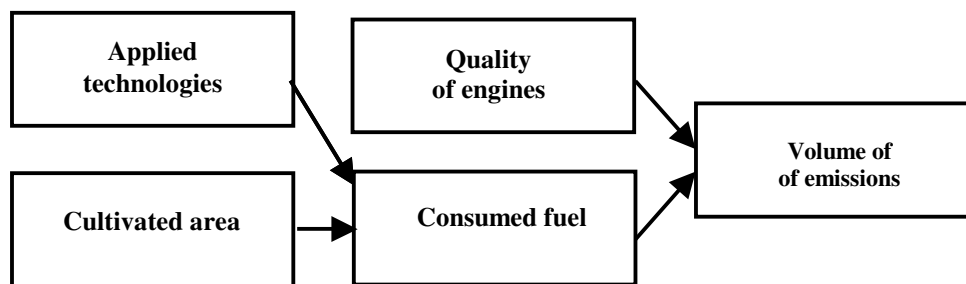 Applied
technologies
Quality
of engines
Volume of
of emissions
Cultivated area
Consumed fuel